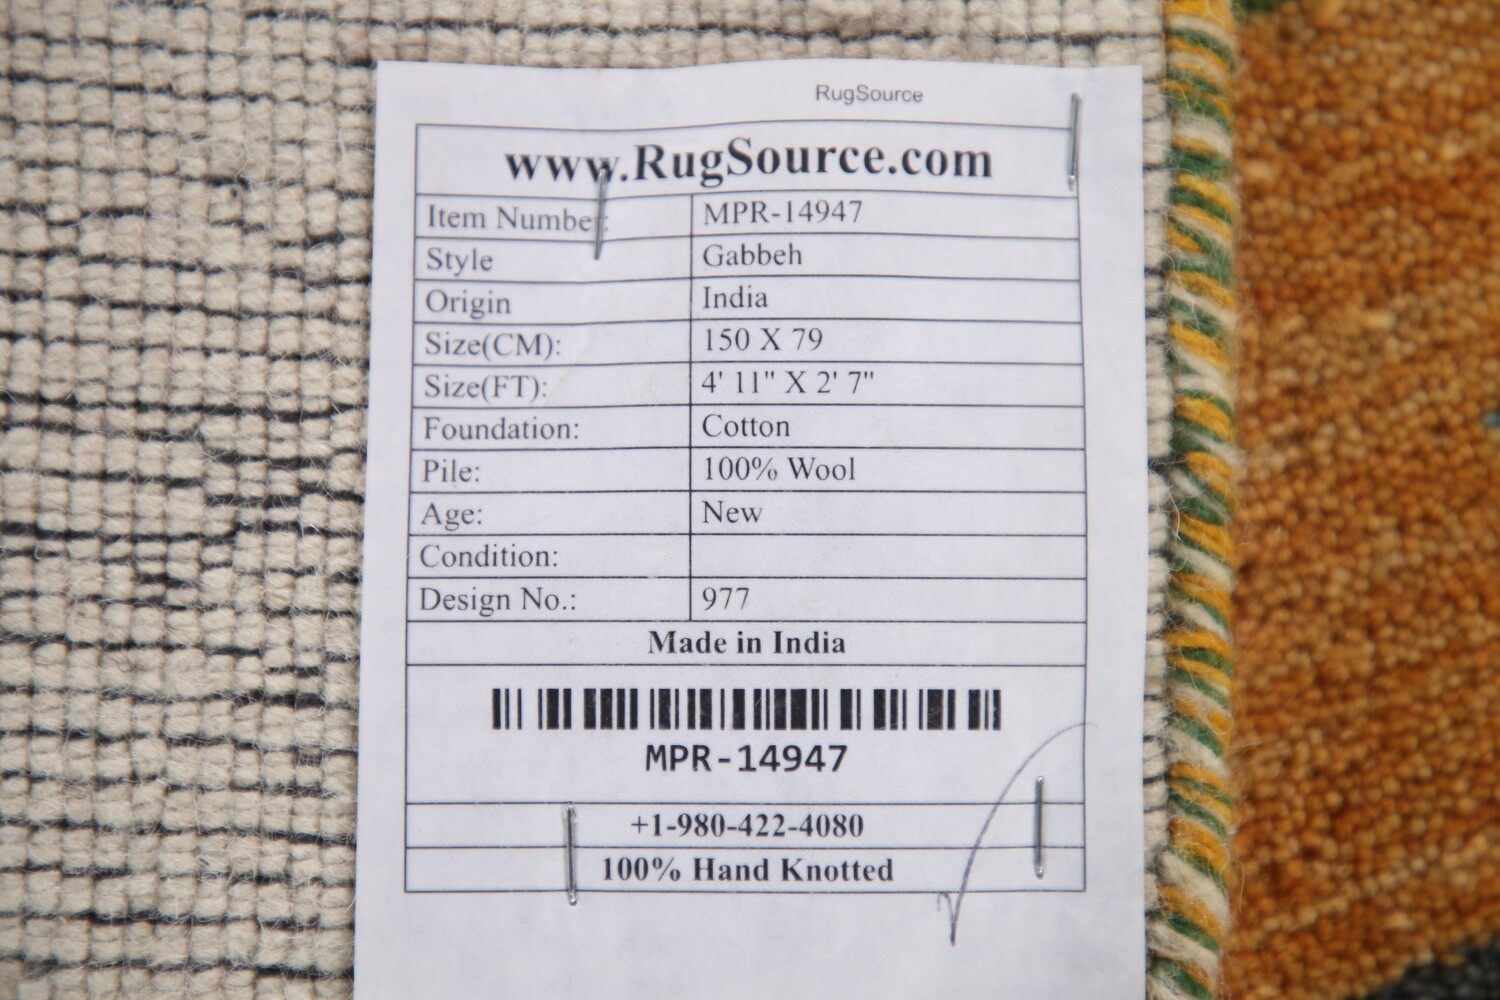 RugSource
www.RugSource.com
Item Number: MPR-14947
Style Gabbeh
Origin India
Size(CM): 150 X 79
Size(FT): 4' 11" X 2' 7"
Foundation: Cotton
Pile: 100% Wool
Age: New
Condition:
Design No.: 977
Made in India
MPR-14947
+1-980-422-4080
100% Hand Knotted